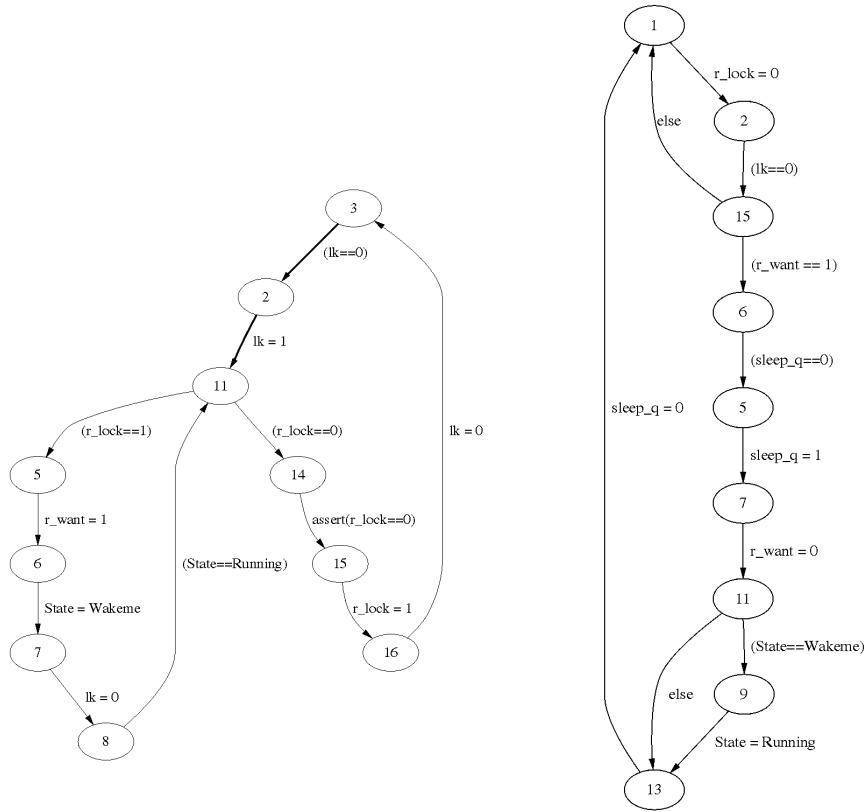 3
(lk==0)
2
lk = 1
11
(r_lock==1)
(r_lock==0)
lk = 0
5
14
r_want = 1
assert(r_lock==0)
6
15
(State==Running)
State = Wakeme
r_lock = 1
7
16
lk = 0
8
1
r_lock = 0
else
2
(lk==0)
15
(r_want == 1)
6
(sleep_q==0)
5
sleep_q = 0
sleep_q = 1
7
r_want = 0
11
(State==Wakeme)
else
9
State = Running
13